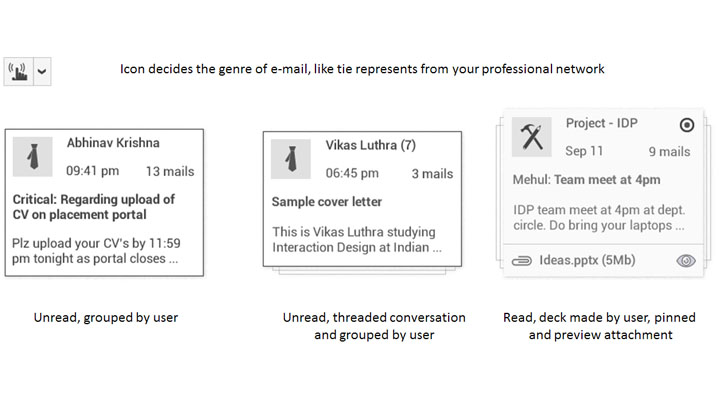 Icon decides the genre of e-mail, like tie represents from your professional network
Abhinav Krishna
09:41 pm 13 mails
Critical: Regarding upload of
CV on placement portal
Plz upload your CV's by 11:59
pm tonight as portal closes ...
Unread, grouped by user
Vikas Luthra (7)
06:45 pm 3 mails
Sample cover letter
This is Vikas Luthra studying
Interaction Design at Indian ...
Unread, threaded conversation
and grouped by user
Project - IDP
Sep 11 9 mails
Mehul: Team meet at 4pm
IDP team meet at 4pm at dept.
circle. Do bring your laptops ...
Ideas.pptx (5Mb)
Read, deck made by user, pinned
and preview attachment